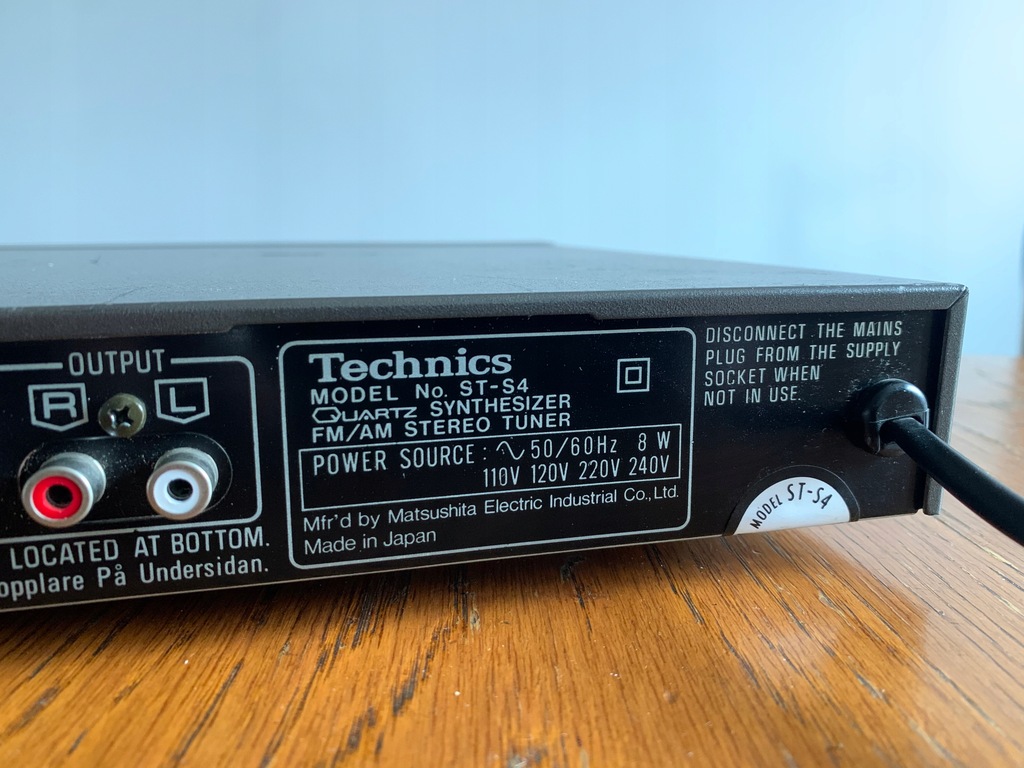 OUTPUT
R L
LOCATED AT BOTTOM.
På Undersidan.
Technics
MODEL No. ST-S4
QUARTZ SYNTHESIZER
FM/AM STEREO TUNER
POWER SOURCE : ∿ 50/60Hz 8 W
110V 120V 220V 240V
Mfr'd by Matsushita Electric Industrial Co., Ltd.
Made in Japan
DISCONNECT THE MAINS
PLUG FROM THE SUPPLY
SOCKET WHEN
NOT IN USE.
MODEL ST-S4